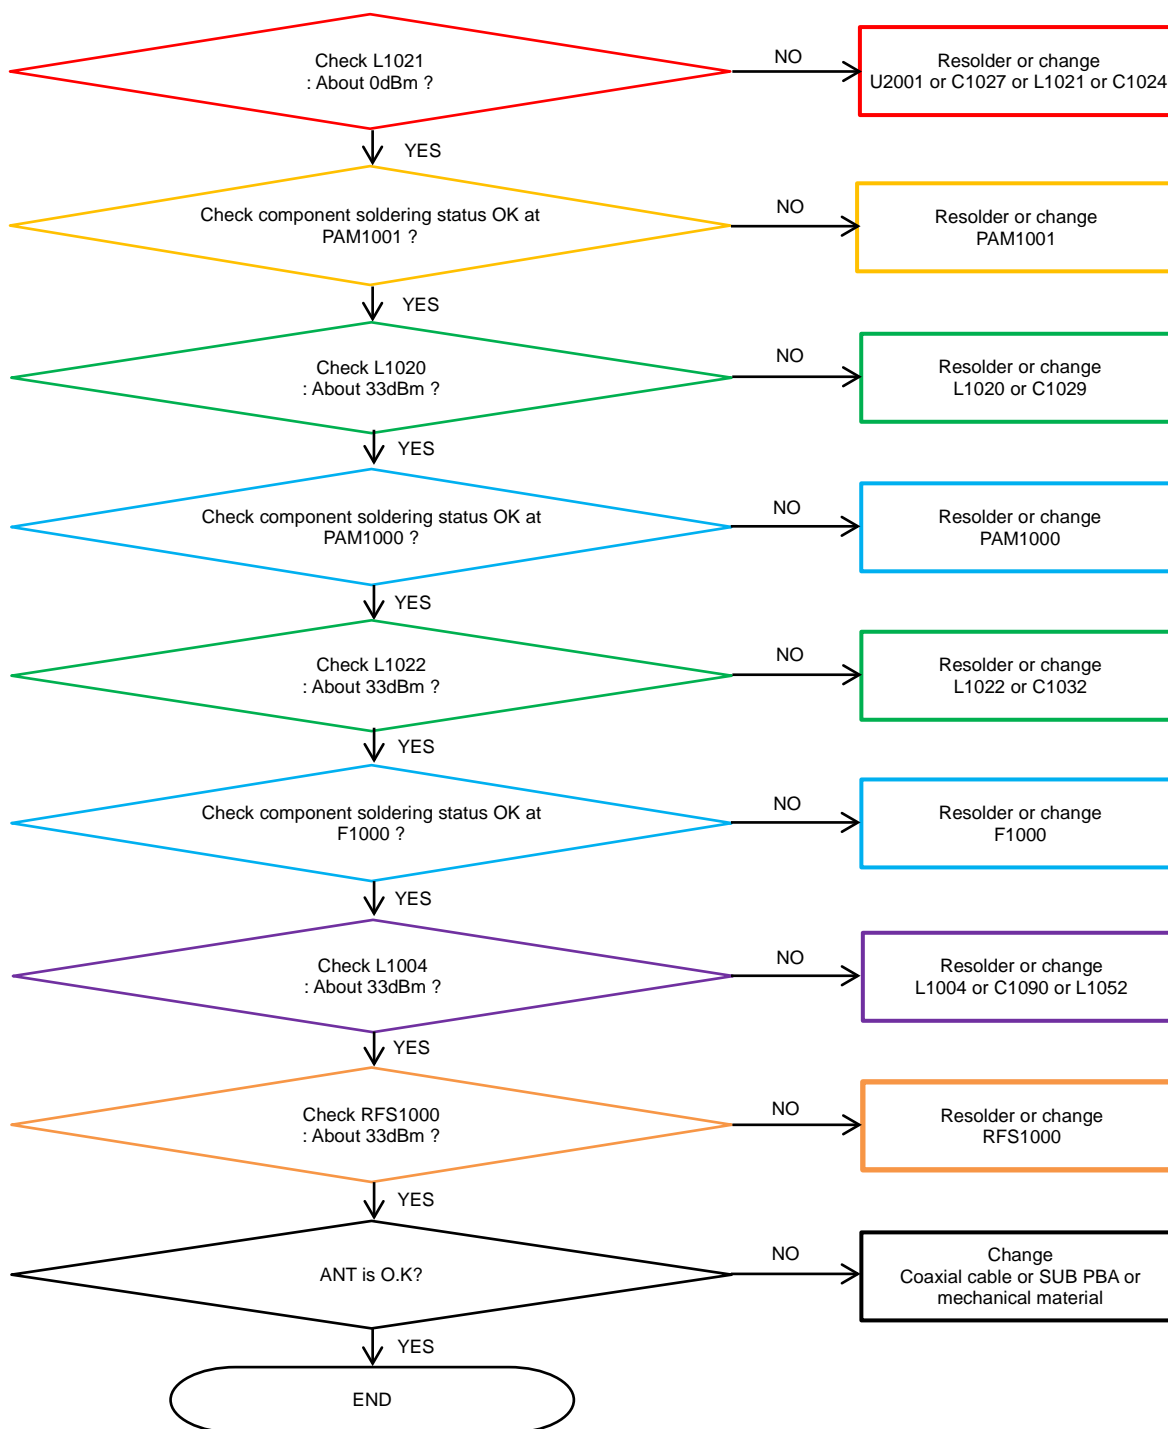 Check L1021
: About 0dBm ?
NO
Resolder or change
U2001 or C1027 or L1021 or C1024
YES
Check component soldering status OK at
PAM1001 ?
NO
Resolder or change
PAM1001
YES
Check L1020
: About 33dBm ?
NO
Resolder or change
L1020 or C1029
YES
Check component soldering status OK at
PAM1000 ?
NO
Resolder or change
PAM1000
YES
Check L1022
: About 33dBm ?
NO
Resolder or change
L1022 or C1032
YES
Check component soldering status OK at
F1000 ?
NO
Resolder or change
F1000
YES
Check L1004
: About 33dBm ?
NO
Resolder or change
L1004 or C1090 or L1052
YES
Check RFS1000
: About 33dBm ?
NO
Resolder or change
RFS1000
YES
ANT is O.K?
NO
Change
Coaxial cable or SUB PBA or
mechanical material
YES
END